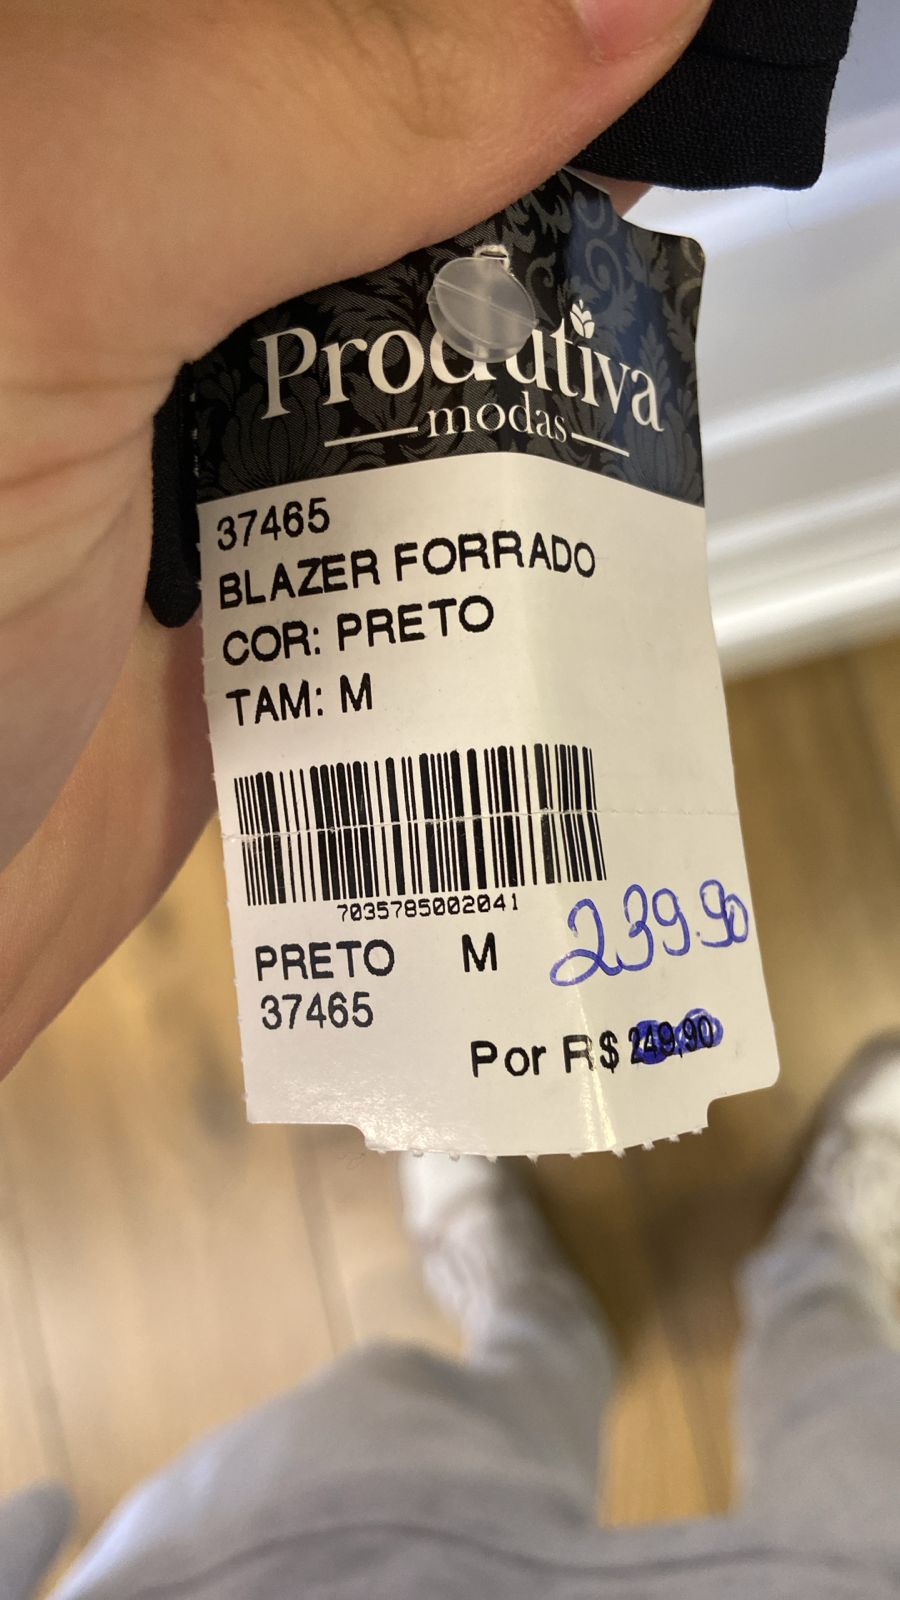 Produtiva
modas
37465
BLAZER FORRADO
COR: PRETO
TAM: M
7035785002041
PRETO M 239.90
37465
Por R$ 249,90